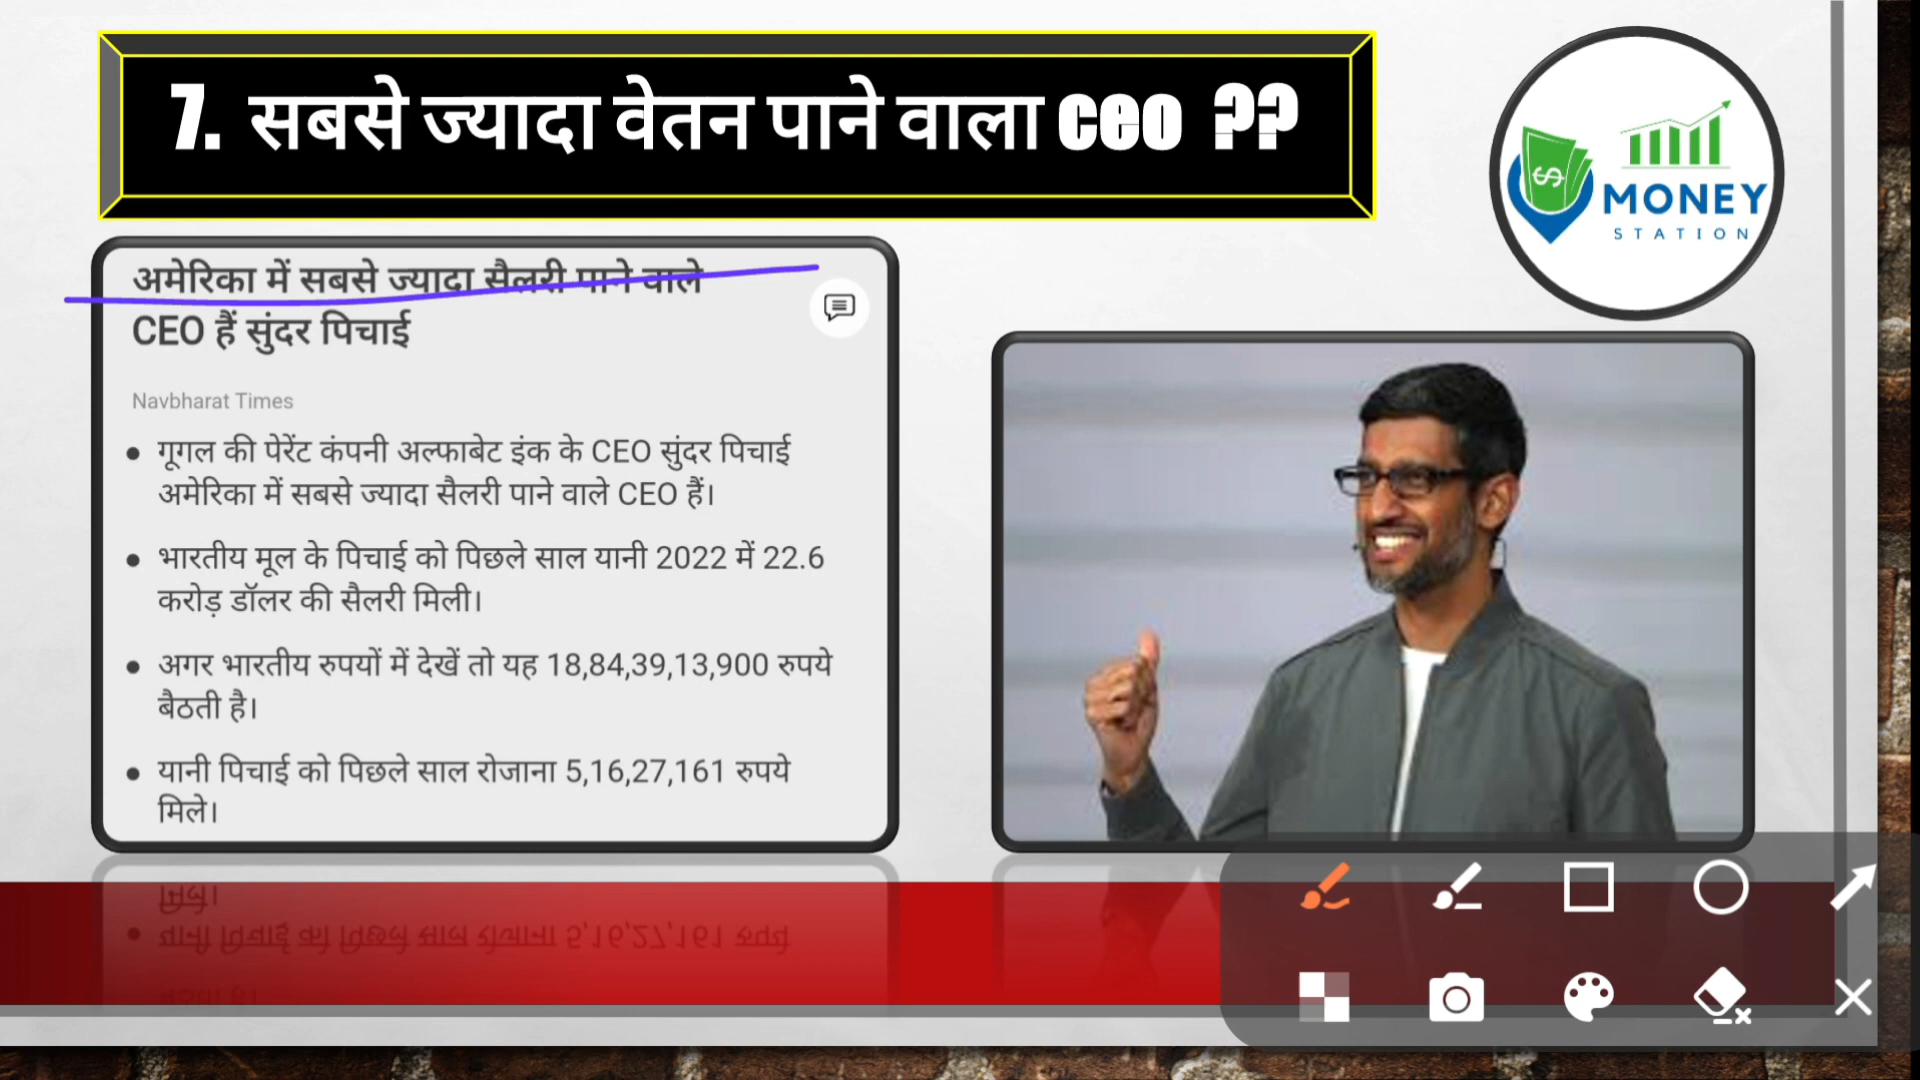 7. सबसे ज्यादा वेतन पाने वाला ceo ??
MONEY
STATION
अमेरिका में सबसे ज्यादा सैलरी पाने वाले
CEO हैं सुंदर पिचाई
Navbharat Times
• गूगल की पेरेंट कंपनी अल्फाबेट इंक के CEO सुंदर पिचाई
अमेरिका में सबसे ज्यादा सैलरी पाने वाले CEO हैं।
• भारतीय मूल के पिचाई को पिछले साल यानी 2022 में 22.6
करोड़ डॉलर की सैलरी मिली।
• अगर भारतीय रुपयों में देखें तो यह 18,84,39,13,900 रुपये
बैठती है।
• यानी पिचाई को पिछले साल रोजाना 5,16,27,161 रुपये
मिले।